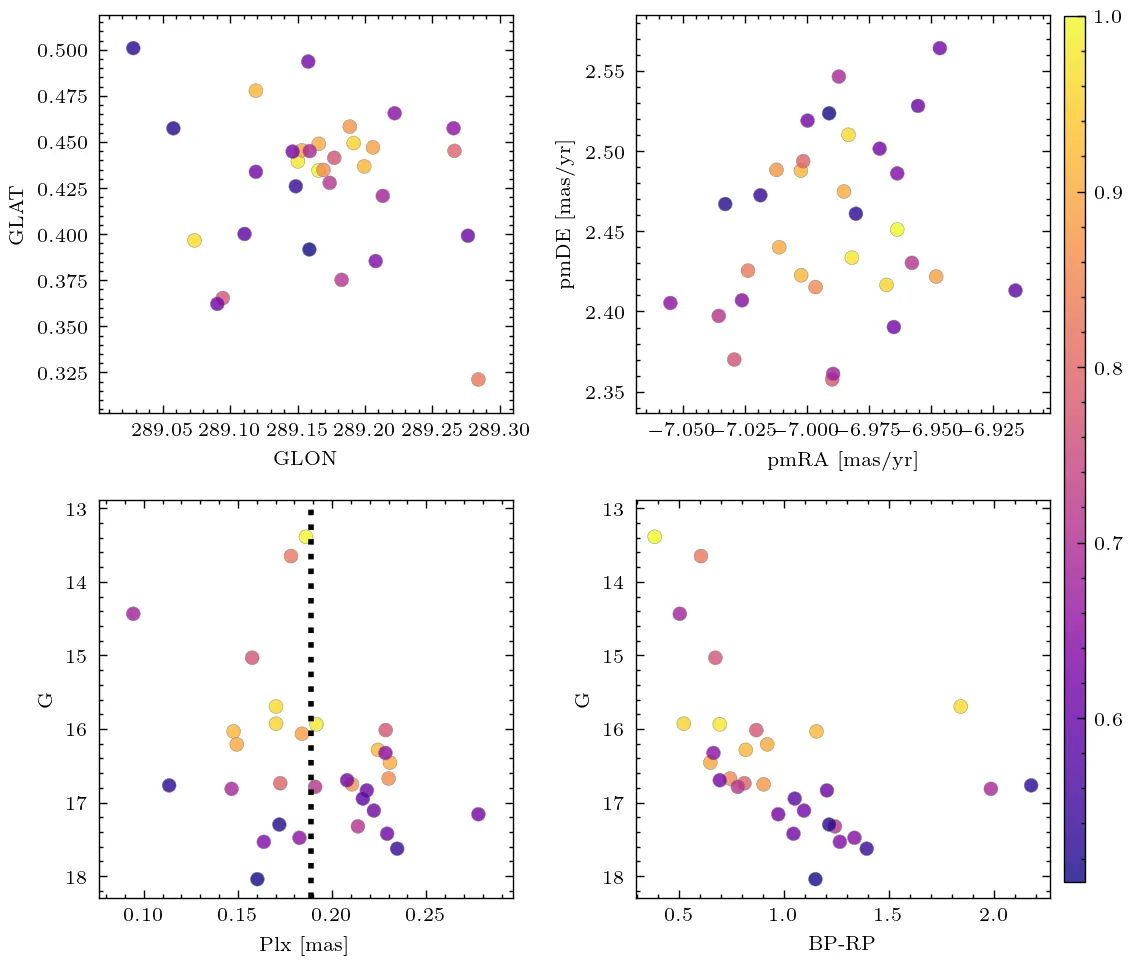 0.500
0.475
0.450
0.425
0.400
0.375
0.350
0.325
GLAT
289.05 289.10 289.15 289.20 289.25 289.30
GLON
2.55
2.50
2.45
2.40
2.35
pmDE [mas/yr]
−7.050 −7.025 −7.000 −6.975 −6.950 −6.925
pmRA [mas/yr]
1.0
0.9
0.8
0.7
0.6
13
14
15
16
17
18
G
0.10 0.15 0.20 0.25
Plx [mas]
13
14
15
16
17
18
G
0.5 1.0 1.5 2.0
BP-RP